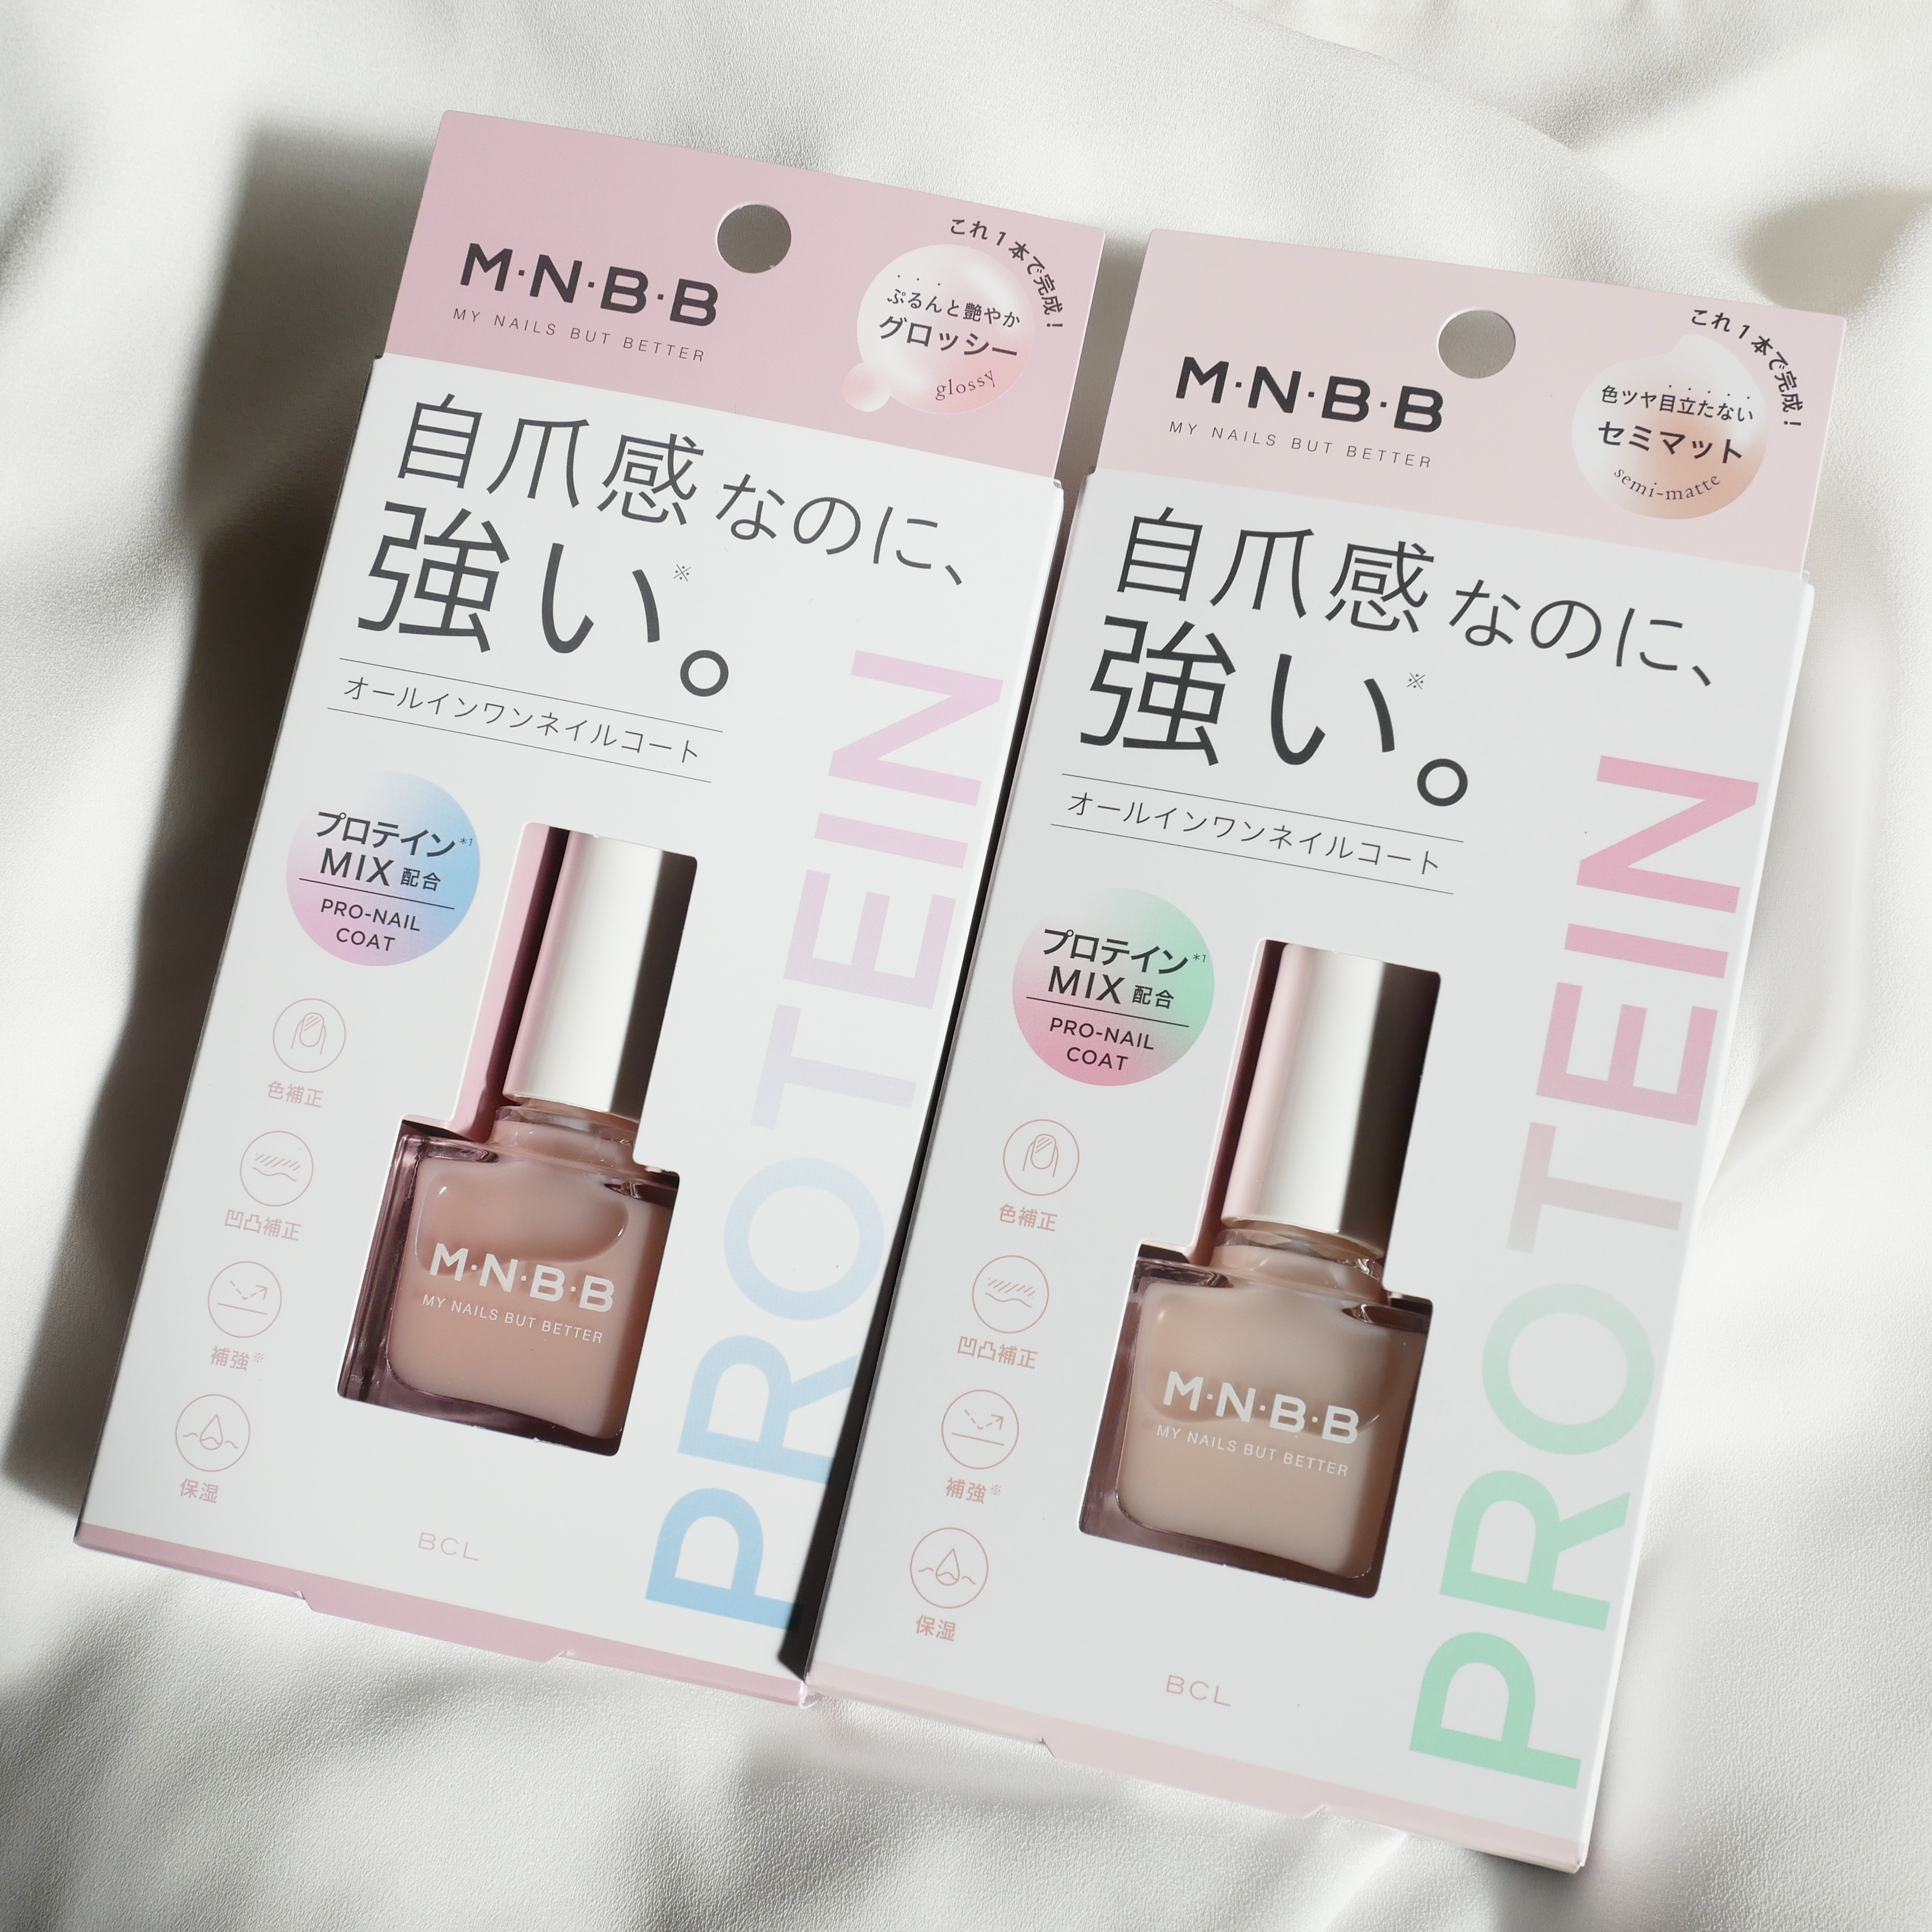 M·N·B·B
MY NAILS BUT BETTER
これ1本で完成!
ぷるんと艶やか
グロッシー
glossy
自爪感なのに、
強い※。
オールインワンネイルコート
プロテイン*1
MIX 配合
PRO-NAIL
COAT
色補正
凹凸補正
補強※
保湿
M·N·B·B
MY NAILS BUT BETTER
PROTEIN
BCL
M·N·B·B
MY NAILS BUT BETTER
これ1本で完成!
色ツヤ目立たない
セミマット
semi-matte
自爪感なのに、
強い※。
オールインワンネイルコート
プロテイン*1
MIX 配合
PRO-NAIL
COAT
色補正
凹凸補正
補強※
保湿
M·N·B·B
MY NAILS BUT BETTER
PROTEIN
BCL